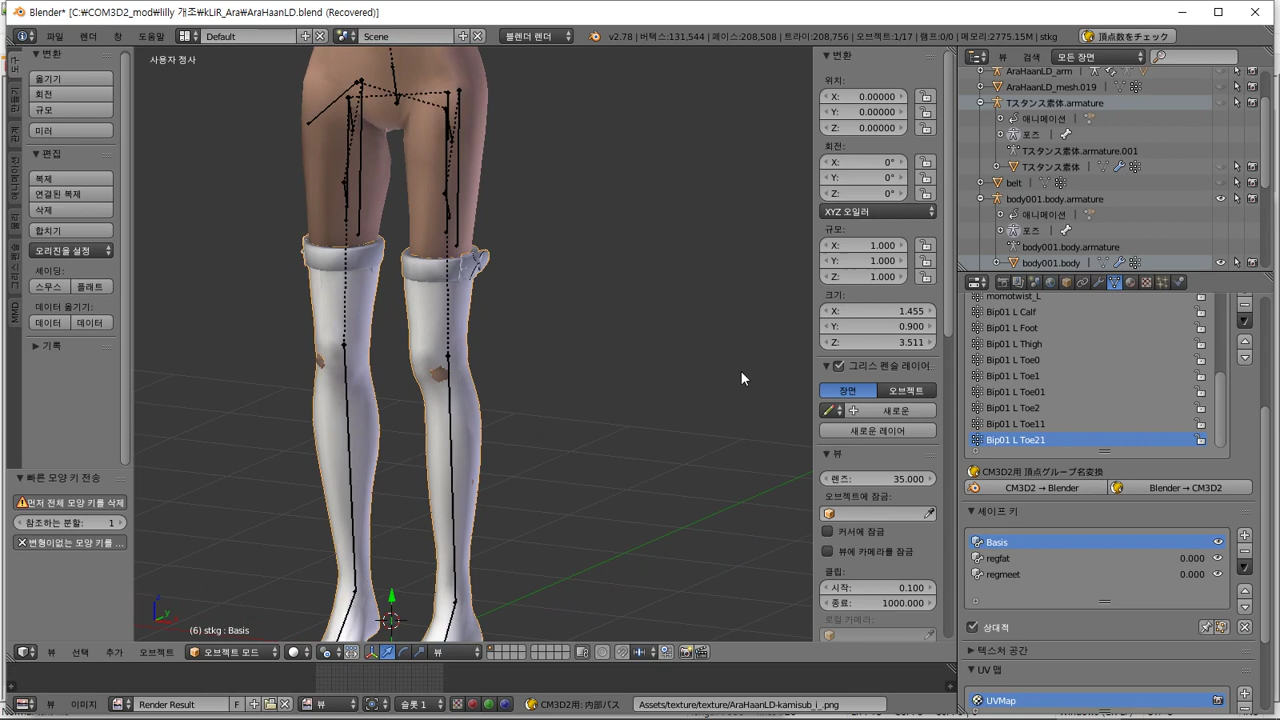 Blender* [C:\COM3D2_mod\lilly 개조\kLiR_Ara\AraHaanLD.blend (Recovered)]
파일 렌더 창 도움말 Default Scene 블렌더 렌더 v2.78 | 버텍스:131,544 | 페이스:208,508 | 트라이:208,756 | 오브젝트:1/17 | 램프:0/0 | 메모리:2775.15M | stkg 頂点数をチェック
변환
옮기기
회전
규모
미러
편집
복제
연결된 복제
삭제
합치기
오리진을 설정
셰이딩:
스무스 플래트
데이터 옮기기:
데이터 데이터
기록
관계
애니메이션
물리
그리스 펜슬
MMD
빠른 모양 키 전송
먼저 전체 모양 키를 삭제
참조하는 분할: 1
변형이없는 모양 키를 ...
사용자 정사
(6) stkg : Basis
뷰 선택 추가 오브젝트 오브젝트 모드 뷰
변환
위치:
X: 0.00000
Y: 0.00000
Z: 0.00000
회전:
X: 0°
Y: 0°
Z: 0°
XYZ 오일러
규모:
X: 1.000
Y: 1.000
Z: 1.000
크기:
X: 1.455
Y: 0.900
Z: 3.511
그리스 펜슬 레이어
장면 오브젝트
새로운
새로운 레이어
뷰
렌즈: 35.000
오브젝트에 잠금:
커서에 잠금
뷰에 카메라를 잠금
클립:
시작: 0.100
종료: 1000.000
로컬 카메라:
뷰 검색 모든 장면
AraHaanLD_arm
AraHaanLD_mesh.019
Tスタンス素体.armature
애니메이션
포즈
Tスタンス素体.armature.001
Tスタンス素体
belt
body001.body.armature
애니메이션
포즈
body001.body.armature
body001.body
momotwist_L
Bip01 L Calf
Bip01 L Foot
Bip01 L Thigh
Bip01 L Toe0
Bip01 L Toe1
Bip01 L Toe01
Bip01 L Toe2
Bip01 L Toe11
Bip01 L Toe21
CM3D2用 頂点グループ名変換
CM3D2 → Blender Blender → CM3D2
셰이프 키
Basis
regfat 0.000
regmeet 0.000
상대적
텍스처 공간
UV 맵
UVMap
뷰 이미지 Render Result F 뷰 슬롯 1 CM3D2用: 内部パス Assets/texture/texture/AraHaanLD-kamisub_i_.png